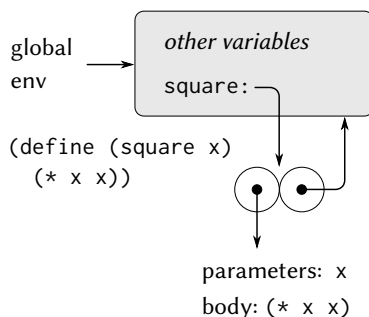 global
env
other variables
square:
(define (square x)
(* x x))
parameters: x
body: (* x x)